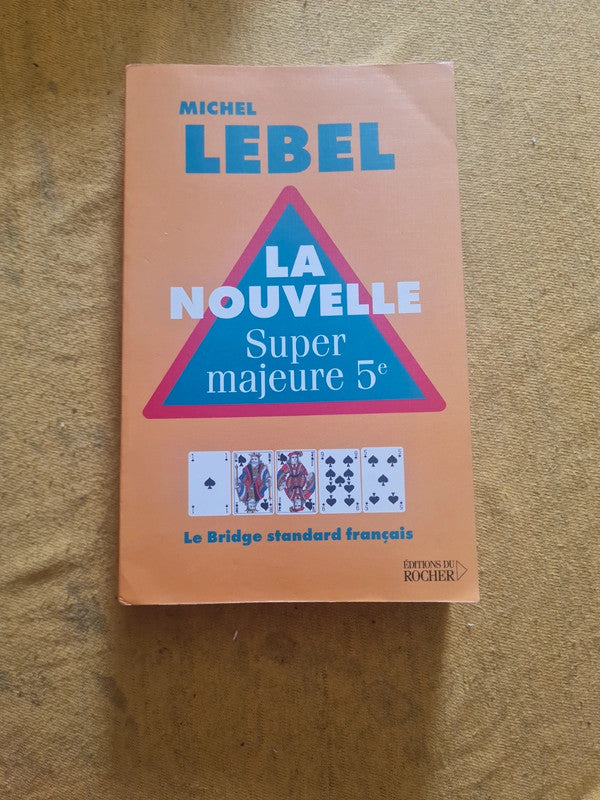 MICHEL
LEBEL
LA
NOUVELLE
Super
majeure 5e
Le Bridge standard français
ÉDITIONS DU
ROCHER